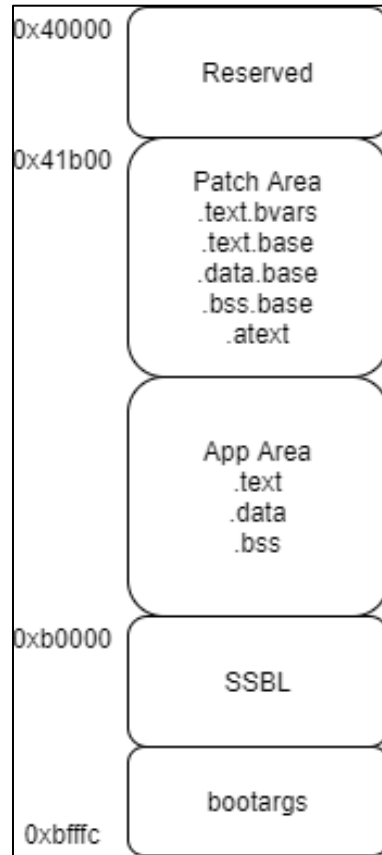 0x40000
Reserved
0x41b00
Patch Area
.text.bvars
.text.base
.data.base
.bss.base
.atext
App Area
.text
.data
.bss
0xb0000
SSBL
bootargs
0xbfffc